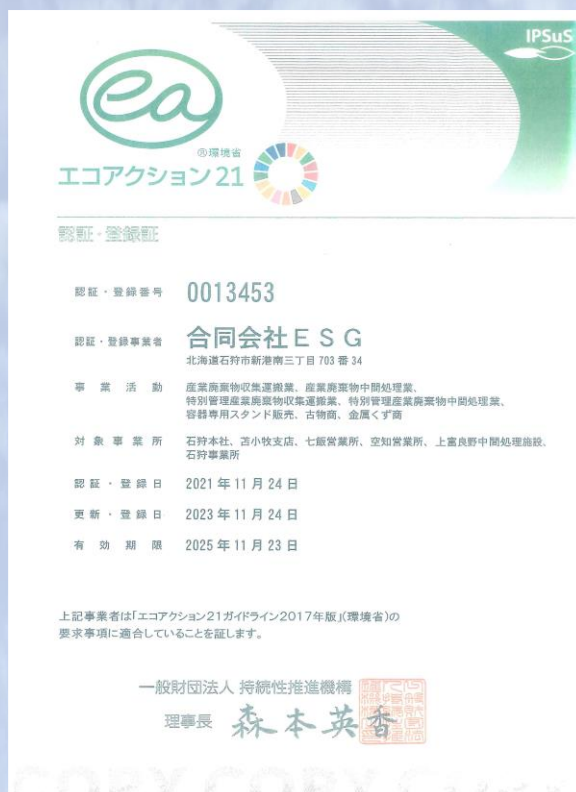 IPSuS
ea
®環境省
エコアクション21
認証・登録証
認証・登録番号 0013453
認証・登録事業者 合同会社ESG
北海道石狩市新港南三丁目703番34
事業活動 産業廃棄物収集運搬業、産業廃棄物中間処理業、
特別管理産業廃棄物収集運搬業、特別管理産業廃棄物中間処理業、
容器専用スタンド販売、古物商、金属くず商
対象事業所 石狩本社、苫小牧支店、七飯営業所、空知営業所、上富良野中間処理施設、
石狩事業所
認証・登録日 2021年11月24日
更新・登録日 2023年11月24日
有効期限 2025年11月23日
上記事業者は「エコアクション21ガイドライン2017年版」(環境省)の
要求事項に適合していることを証します。
一般財団法人 持続性推進機構
理事長 森本英香
COPY COPY